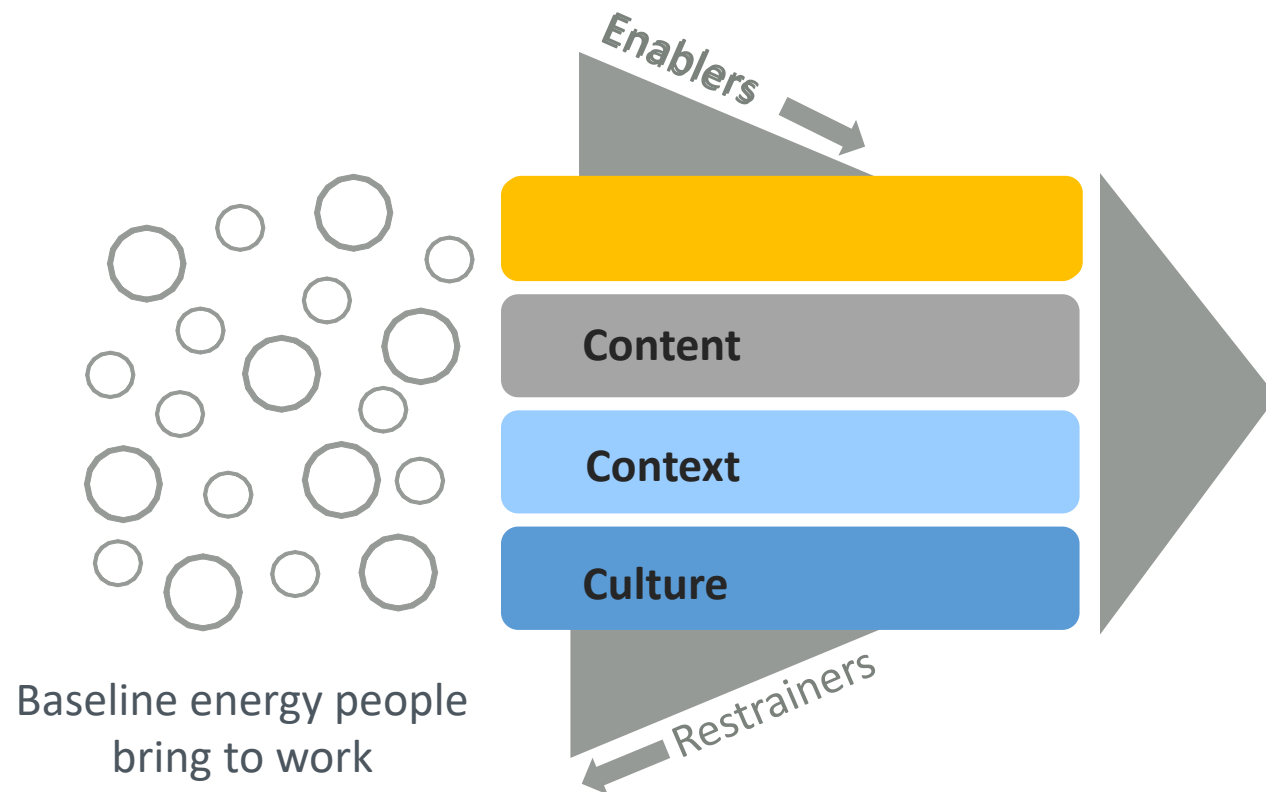 Enablers
Content
Context
Culture
Restrainers
Baseline energy people
bring to work